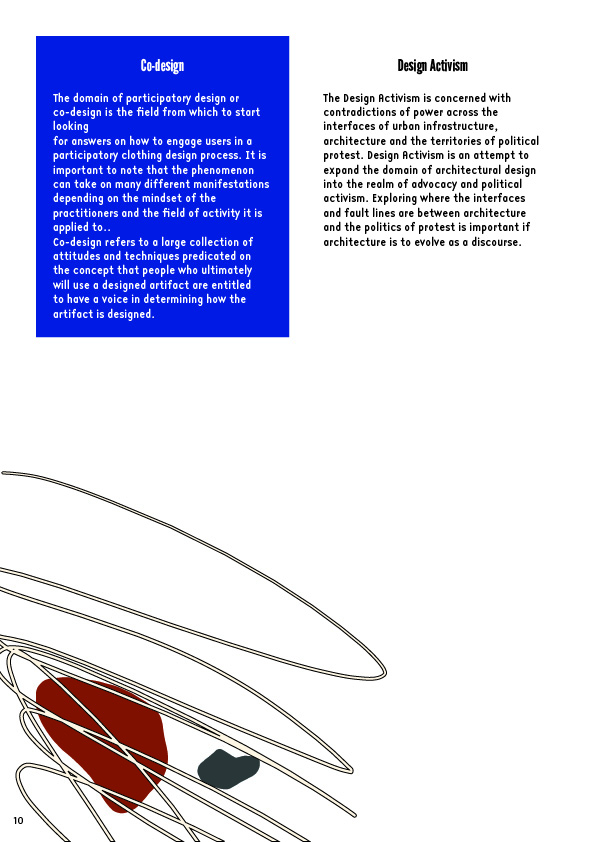 Co-design
The domain of participatory design or
co-design is the field from which to start
looking
for answers on how to engage users in a
participatory clothing design process. It is
important to note that the phenomenon
can take on many different manifestations
depending on the mindset of the
practitioners and the field of activity it is
applied to..
Co-design refers to a large collection of
attitudes and techniques predicated on
the concept that people who ultimately
will use a designed artifact are entitled
to have a voice in determining how the
artifact is designed.
Design Activism
The Design Activism is concerned with
contradictions of power across the
interfaces of urban infrastructure,
architecture and the territories of political
protest. Design Activism is an attempt to
expand the domain of architectural design
into the realm of advocacy and political
activism. Exploring where the interfaces
and fault lines are between architecture
and the politics of protest is important if
architecture is to evolve as a discourse.
10